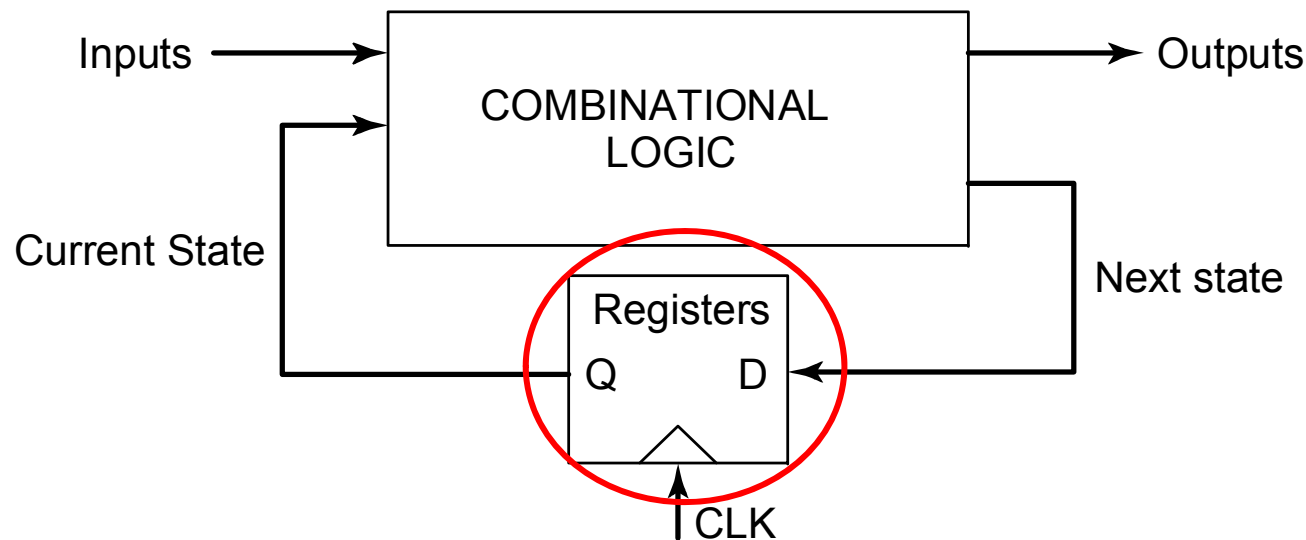 Inputs
Outputs
COMBINATIONAL
LOGIC
Current State
Next state
Registers
Q D
CLK